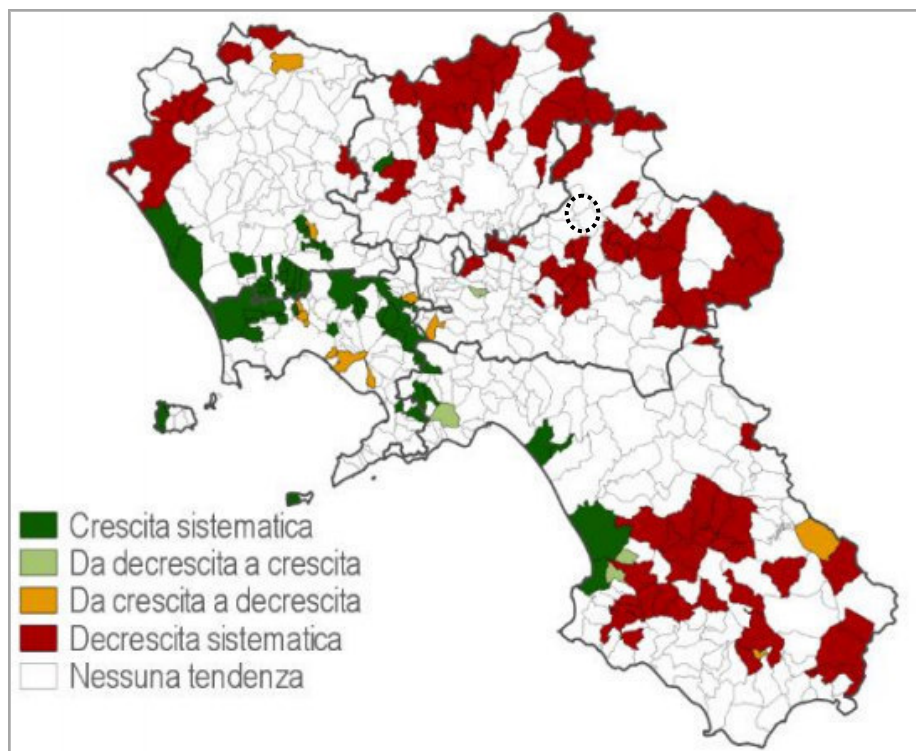 Crescita sistematica
Da decrescita a crescita
Da crescita a decrescita
Decrescita sistematica
Nessuna tendenza